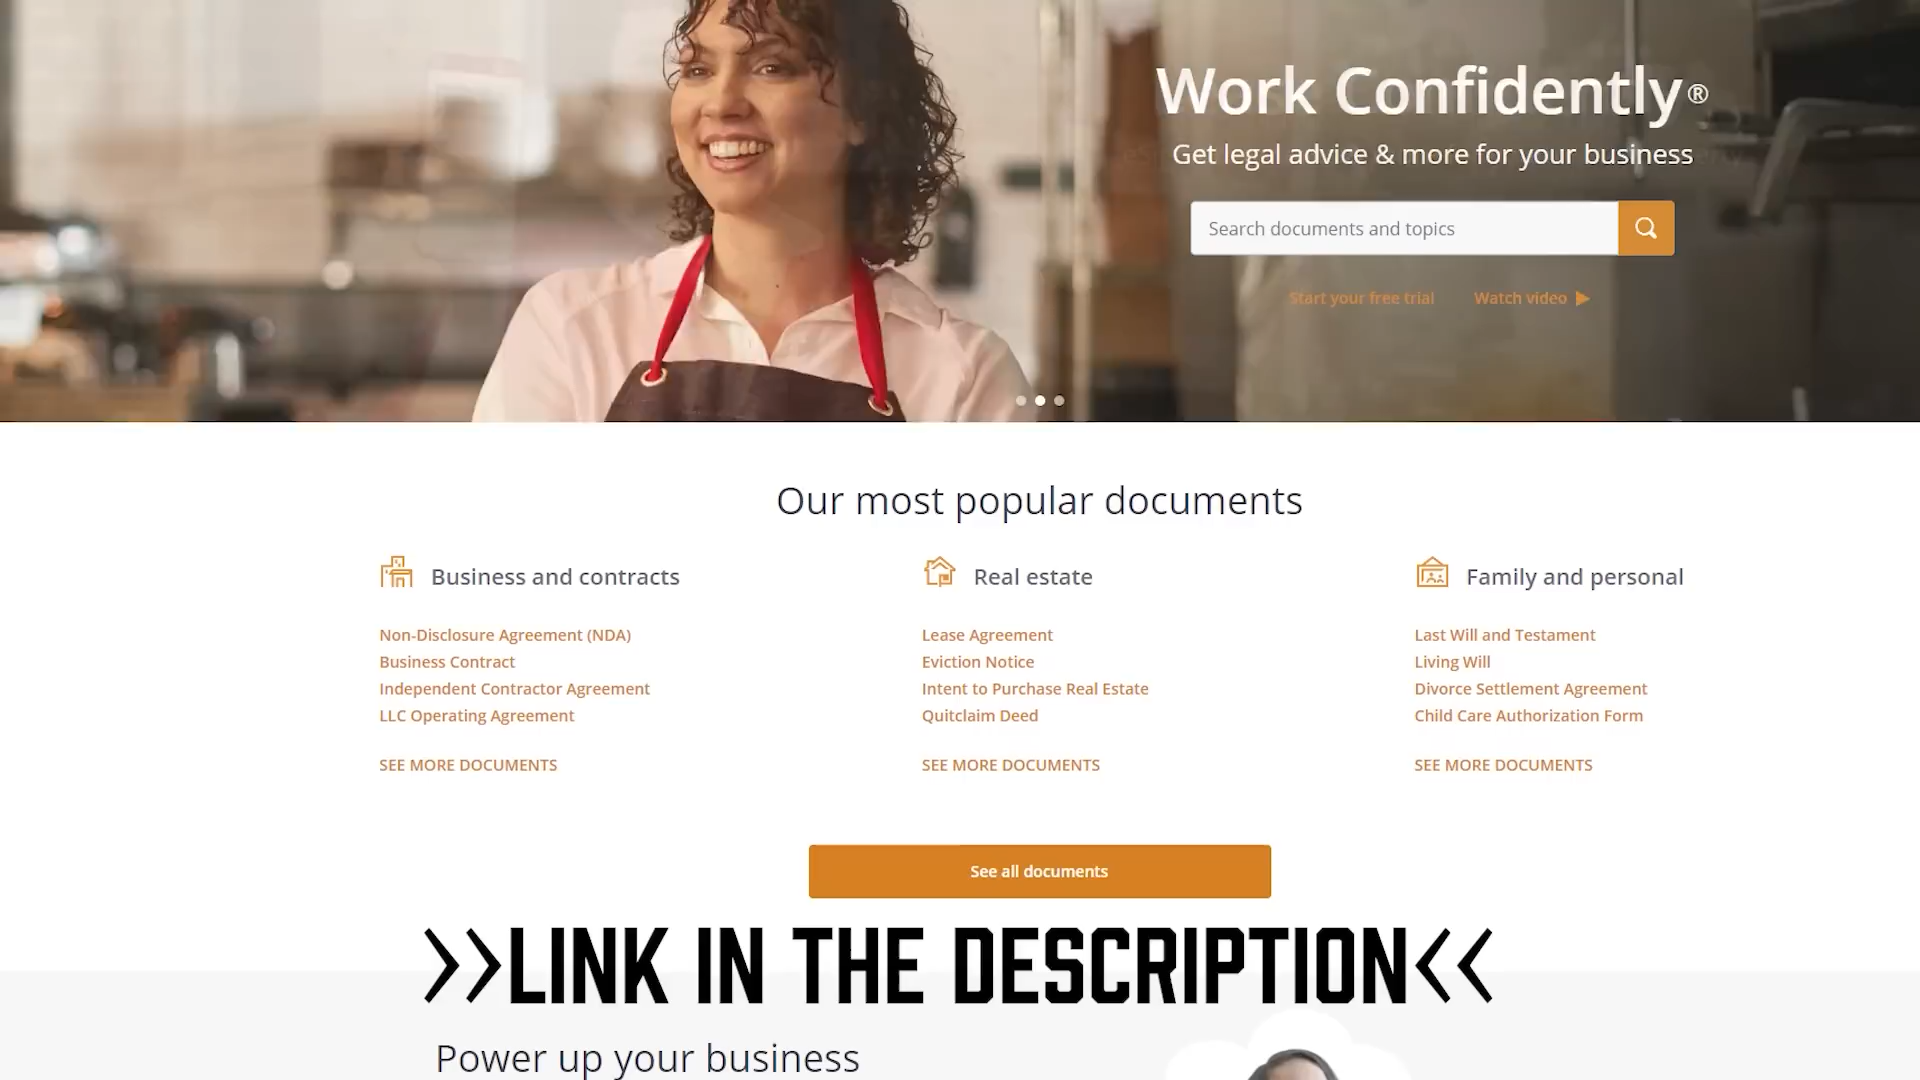 Work Confidently®
Get legal advice & more for your business
Search documents and topics
Start your free trial
Watch video
Our most popular documents
Business and contracts
Non-Disclosure Agreement (NDA)
Business Contract
Independent Contractor Agreement
LLC Operating Agreement
SEE MORE DOCUMENTS
Real estate
Lease Agreement
Eviction Notice
Intent to Purchase Real Estate
Quitclaim Deed
SEE MORE DOCUMENTS
Family and personal
Last Will and Testament
Living Will
Divorce Settlement Agreement
Child Care Authorization Form
SEE MORE DOCUMENTS
See all documents
>>LINK IN THE DESCRIPTION<<
Power up your business